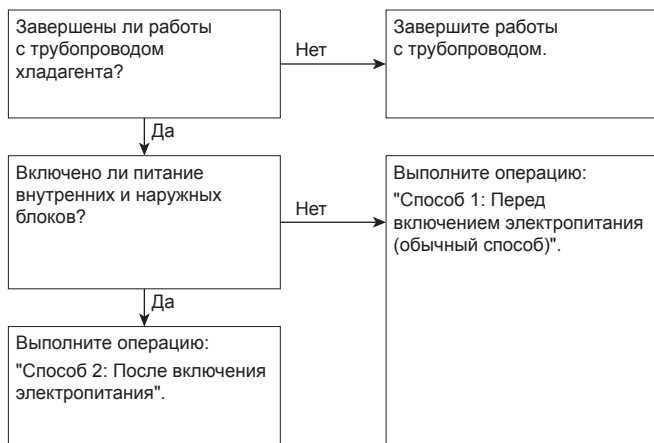 Завершены ли работы
с трубопроводом
хладагента?
Нет
Завершите работы
с трубопроводом.
Да
Включено ли питание
внутренних и наружных
блоков?
Нет
Выполните операцию:
"Способ 1: Перед
включением электропитания
(обычный способ)".
Да
Выполните операцию:
"Способ 2: После включения
электропитания".